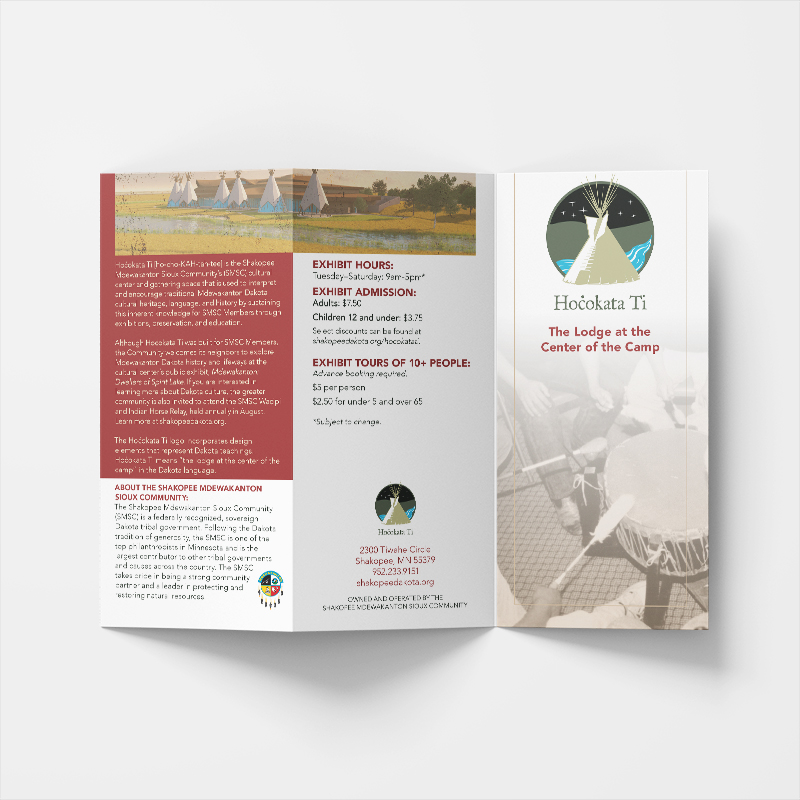 Hoċokata Ti [ho-cho-KAH-tah-tee] is the Shakopee
Mdewakanton Sioux Community's (SMSC) cultural
center and gathering space that is used to interpret
and encourage traditional Mdewakanton Dakota
cultural heritage, language, and history by sustaining
this inherent knowledge for SMSC Members through
exhibitions, preservation, and education.
Although Hoċokata Ti was built for SMSC Members,
the Community welcomes its neighbors to explore
Mdewakanton Dakota history and lifeways at the
cultural center's public exhibit, Mdewakanton:
Dwellers of Spirit Lake. If you are interested in
learning more about Dakota culture, the greater
community is also invited to attend the SMSC Wacipi
and Indian Horse Relay, held annually in August.
Learn more at shakopeedakota.org.
The Hoċokata Ti logo incorporates design
elements that represent Dakota teachings.
Hoċokata Ti means "the lodge at the center of the
camp" in the Dakota language.
ABOUT THE SHAKOPEE MDEWAKANTON
SIOUX COMMUNITY:
The Shakopee Mdewakanton Sioux Community
(SMSC) is a federally recognized, sovereign
Dakota tribal government. Following the Dakota
tradition of generosity, the SMSC is one of the
top philanthropists in Minnesota and is the
largest contributor to other tribal governments
and causes across the country. The SMSC
takes pride in being a strong community
partner and a leader in protecting and
restoring natural resources.
EXHIBIT HOURS:
Tuesday–Saturday: 9am-5pm*
EXHIBIT ADMISSION:
Adults: $7.50
Children 12 and under: $3.75
Select discounts can be found at
shakopeedakota.org/hocokatati.
EXHIBIT TOURS OF 10+ PEOPLE:
Advance booking required.
$5 per person
$2.50 for under 5 and over 65
*Subject to change.
Hoċokata Ti
2300 Tiwahe Circle
Shakopee, MN 55379
952.233.9151
shakopeedakota.org
OWNED AND OPERATED BY THE
SHAKOPEE MDEWAKANTON SIOUX COMMUNITY
Hoċokata Ti
The Lodge at the
Center of the Camp